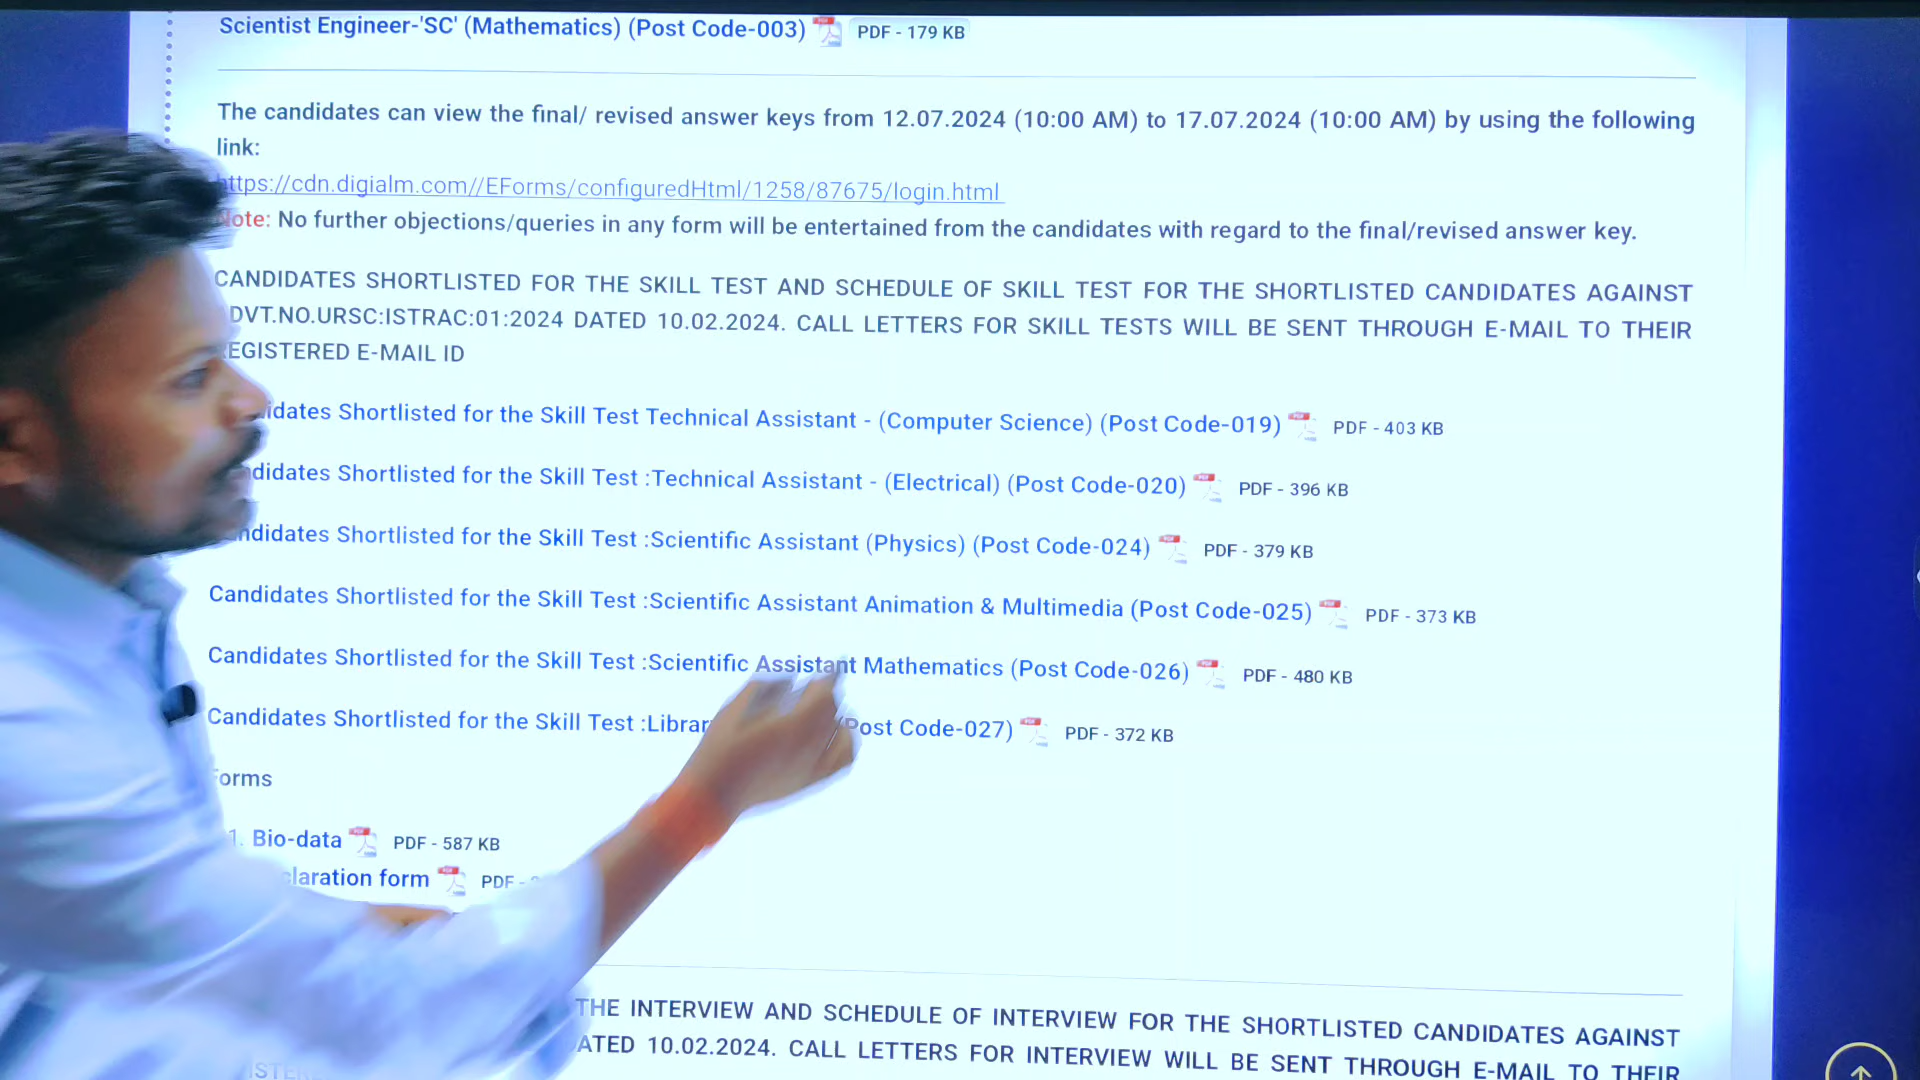 Scientist Engineer-'SC' (Mathematics) (Post Code-003) PDF - 179 KB
The candidates can view the final/ revised answer keys from 12.07.2024 (10:00 AM) to 17.07.2024 (10:00 AM) by using the following
link:
https://cdn.digialm.com//EForms/configuredHtml/1258/87675/login.html
Note: No further objections/queries in any form will be entertained from the candidates with regard to the final/revised answer key.
CANDIDATES SHORTLISTED FOR THE SKILL TEST AND SCHEDULE OF SKILL TEST FOR THE SHORTLISTED CANDIDATES AGAINST
DVT.NO.URSC:ISTRAC:01:2024 DATED 10.02.2024. CALL LETTERS FOR SKILL TESTS WILL BE SENT THROUGH E-MAIL TO THEIR
REGISTERED E-MAIL ID
idates Shortlisted for the Skill Test Technical Assistant - (Computer Science) (Post Code-019) PDF - 403 KB
didates Shortlisted for the Skill Test :Technical Assistant - (Electrical) (Post Code-020) PDF - 396 KB
ndidates Shortlisted for the Skill Test :Scientific Assistant (Physics) (Post Code-024) PDF - 379 KB
Candidates Shortlisted for the Skill Test :Scientific Assistant Animation & Multimedia (Post Code-025) PDF - 373 KB
Candidates Shortlisted for the Skill Test :Scientific Assistant Mathematics (Post Code-026) PDF - 480 KB
Candidates Shortlisted for the Skill Test :Librar (Post Code-027) PDF - 372 KB
Forms
1. Bio-data PDF - 587 KB
claration form PDF -
THE INTERVIEW AND SCHEDULE OF INTERVIEW FOR THE SHORTLISTED CANDIDATES AGAINST
ATED 10.02.2024. CALL LETTERS FOR INTERVIEW WILL BE SENT THROUGH E-MAIL TO THEIR